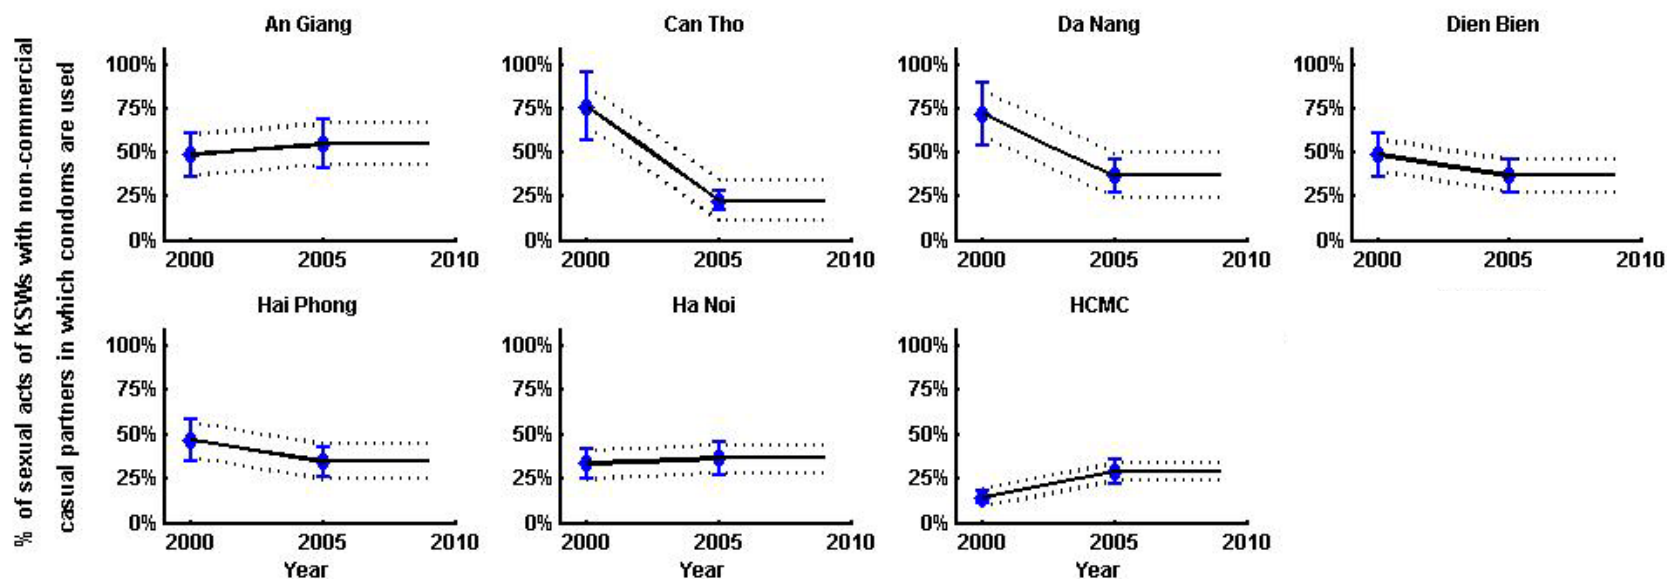 % of sexual acts of KSWs with non-commercial
casual partners in which condoms are used
An Giang
100%
75%
50%
25%
0%
2000 2005 2010
Can Tho
100%
75%
50%
25%
0%
2000 2005 2010
Da Nang
100%
75%
50%
25%
0%
2000 2005 2010
Dien Bien
100%
75%
50%
25%
0%
2000 2005 2010
Hai Phong
100%
75%
50%
25%
0%
2000 2005 2010
Year
Ha Noi
100%
75%
50%
25%
0%
2000 2005 2010
Year
HCMC
100%
75%
50%
25%
0%
2000 2005 2010
Year